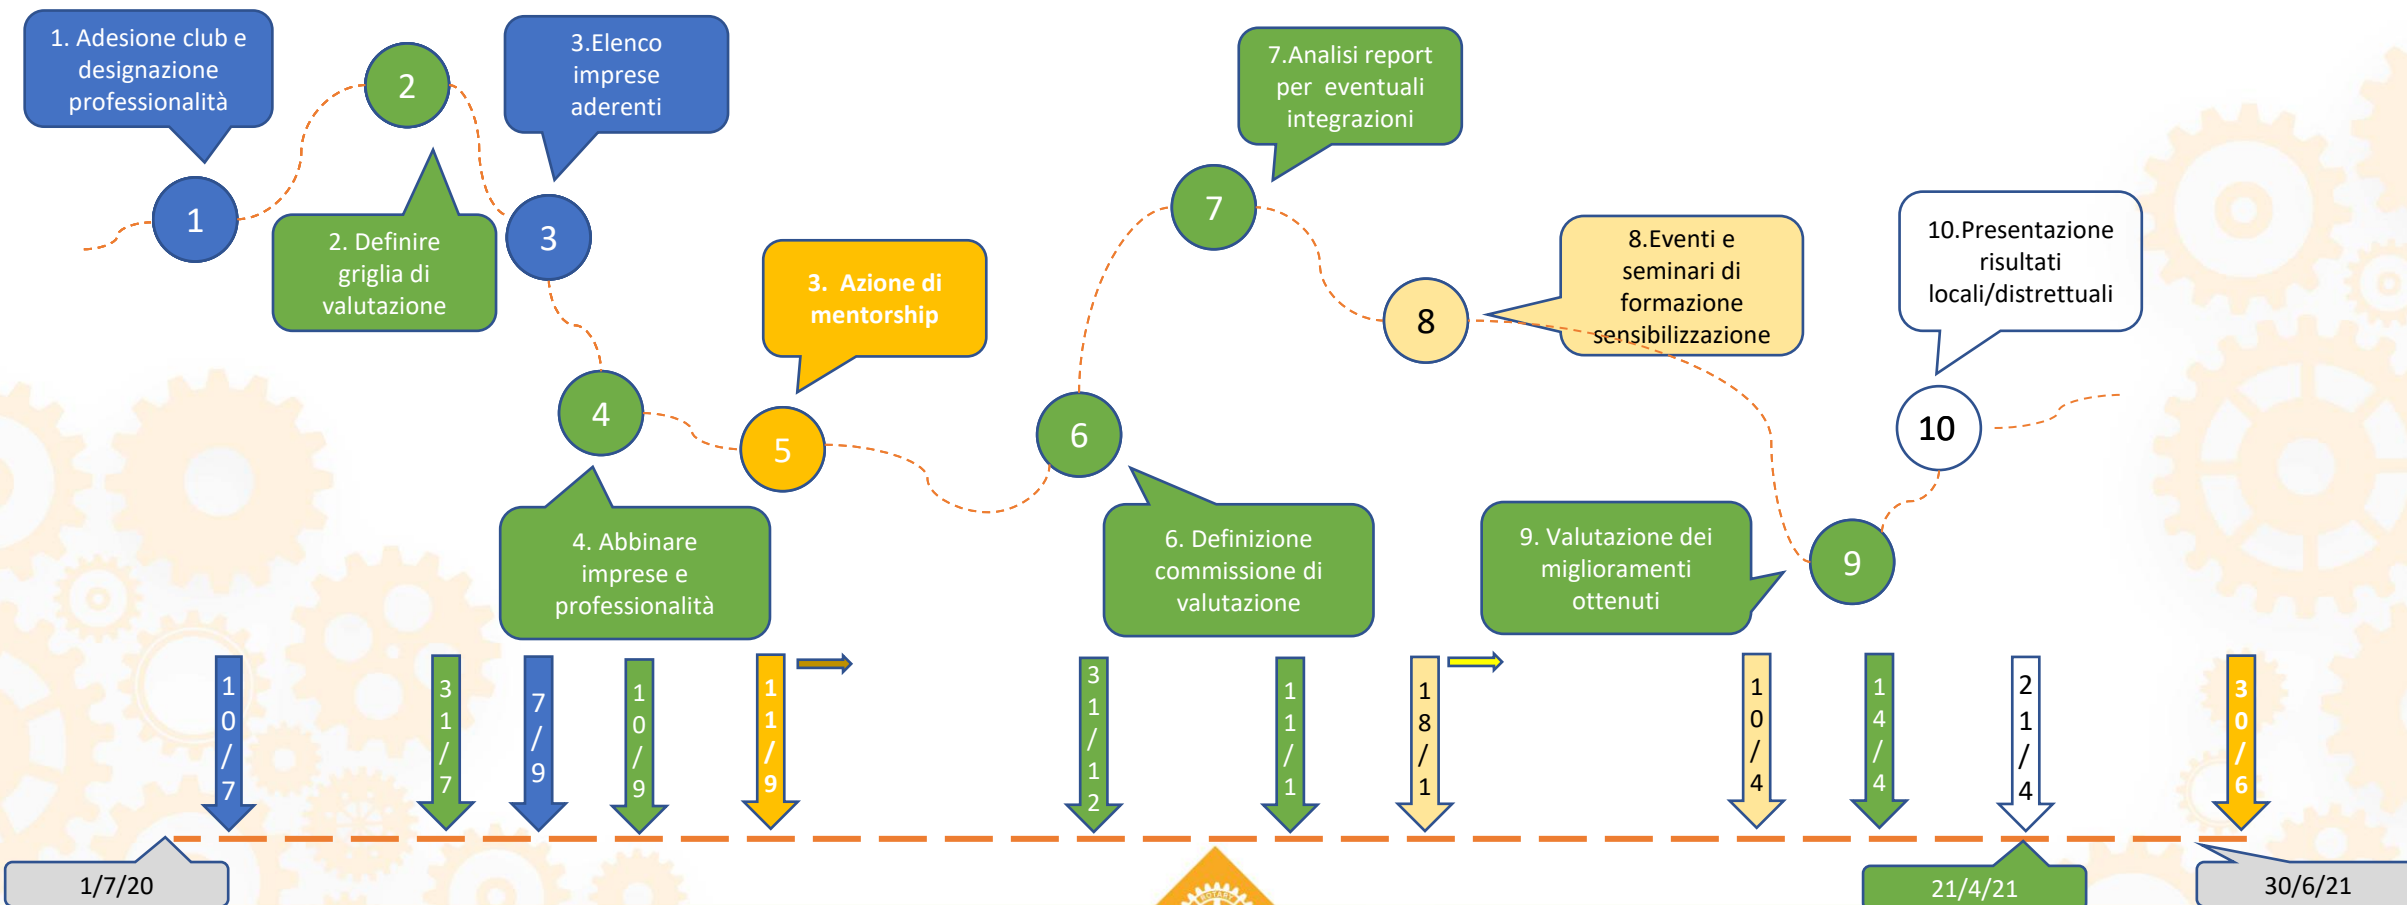 1. Adesione club e
designazione
professionalità
2
3.Elenco
imprese
aderenti
7.Analisi report
per eventuali
integrazioni
1
2. Definire
griglia di
valutazione
3
3. Azione di
mentorship
7
8
8.Eventi e
seminari di
formazione
sensibilizzazione
10.Presentazione
risultati
locali/distrettuali
4
5
6
10
4. Abbinare
imprese e
professionalità
6. Definizione
commissione di
valutazione
9. Valutazione dei
miglioramenti
ottenuti
9
10/7
31/7
7/9
10/9
11/9
31/12
11/1
18/1
10/4
14/4
21/4
30/6
1/7/20
ROTARY
21/4/21
30/6/21